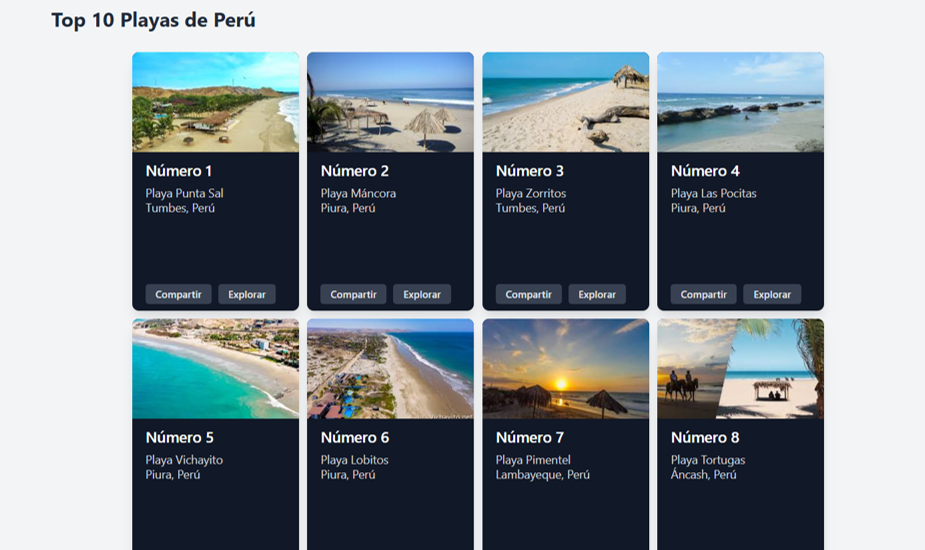 Top 10 Playas de Perú
Número 1
Playa Punta Sal
Tumbes, Perú
Compartir
Explorar
Número 2
Playa Máncora
Piura, Perú
Compartir
Explorar
Número 3
Playa Zorritos
Tumbes, Perú
Compartir
Explorar
Número 4
Playa Las Pocitas
Piura, Perú
Compartir
Explorar
Número 5
Playa Vichayito
Piura, Perú
Número 6
Playa Lobitos
Piura, Perú
Número 7
Playa Pimentel
Lambayeque, Perú
Número 8
Playa Tortugas
Áncash, Perú